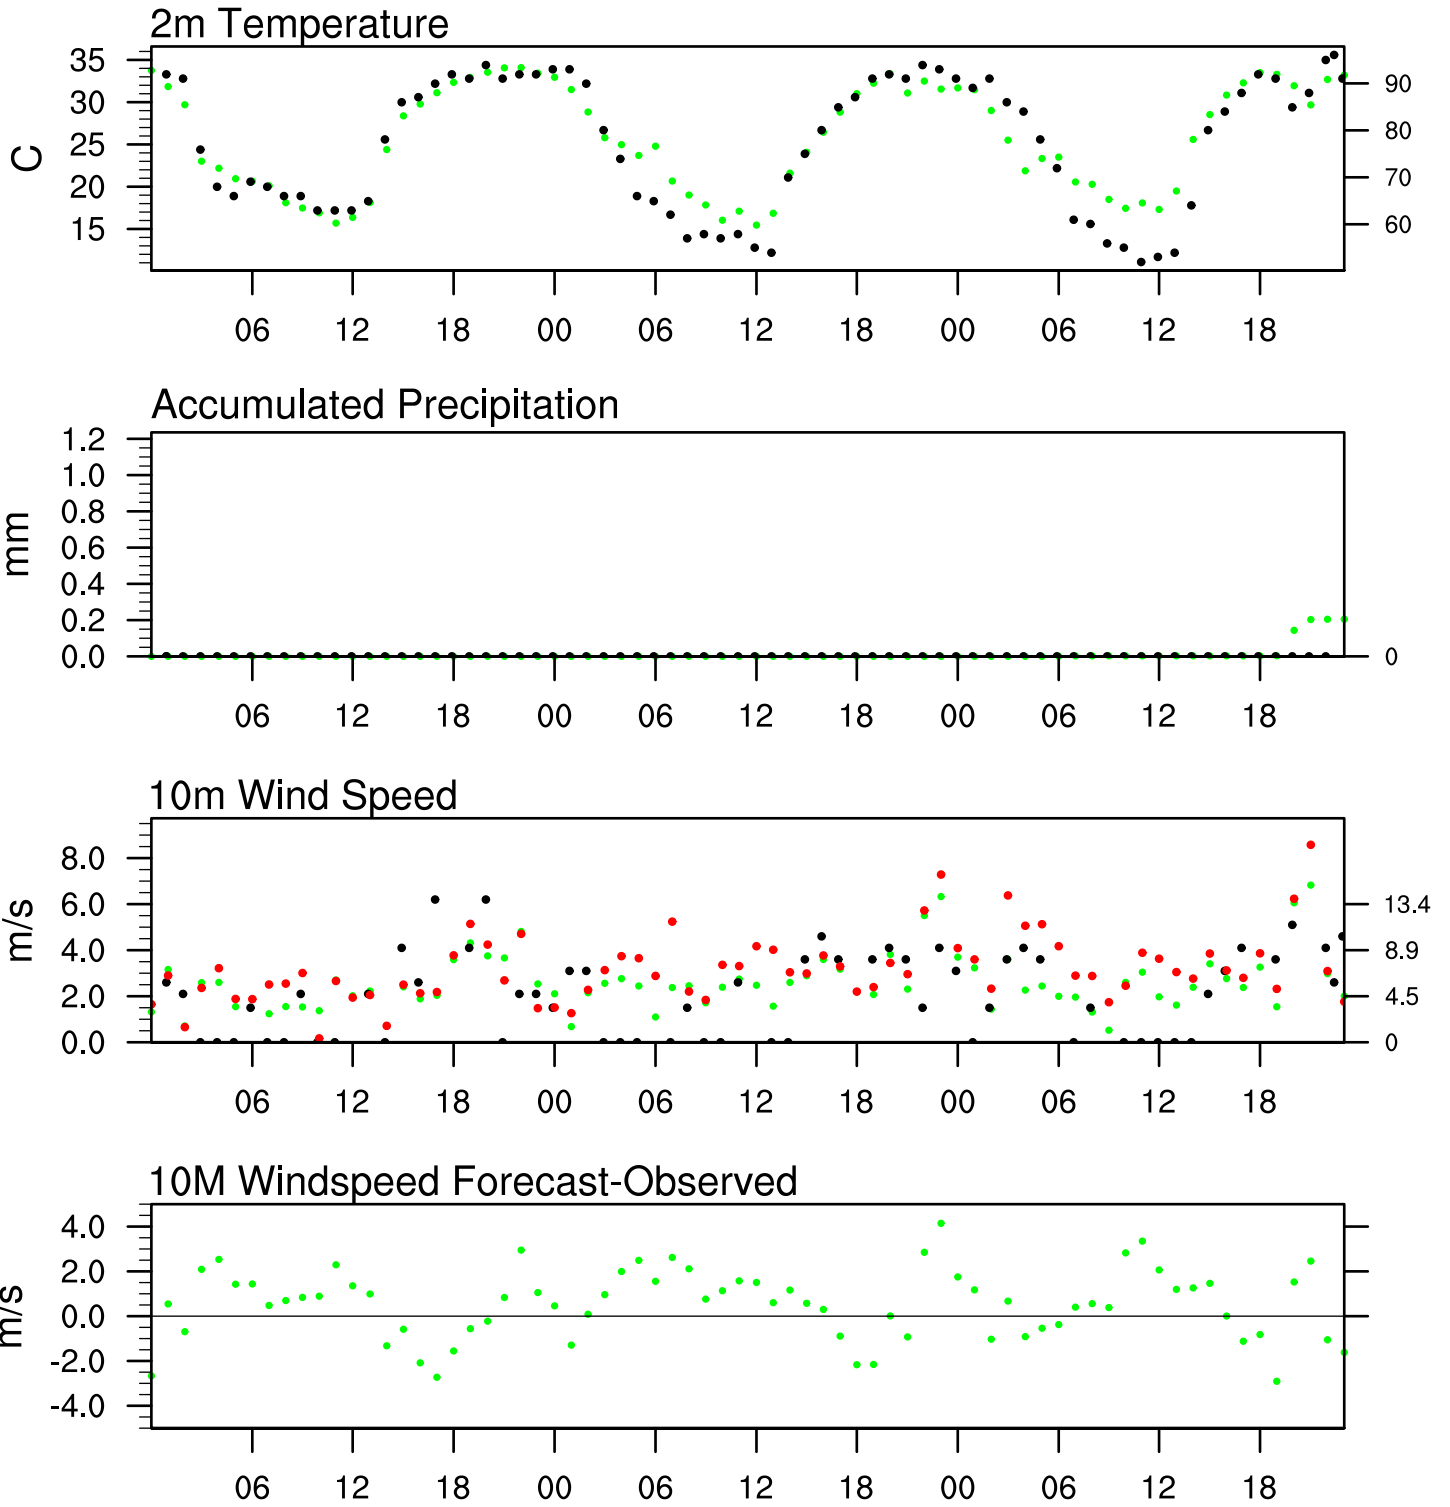 2m Temperature
35
30
25
20
15
C
90
80
70
60
06 12 18 00 06 12 18 00 06 12 18
Accumulated Precipitation
1.2
1.0
0.8
0.6
0.4
0.2
0.0
mm
0
06 12 18 00 06 12 18 00 06 12 18
10m Wind Speed
8.0
6.0
4.0
2.0
0.0
m/s
13.4
8.9
4.5
0
06 12 18 00 06 12 18 00 06 12 18
10M Windspeed Forecast-Observed
4.0
2.0
0.0
-2.0
-4.0
m/s
06 12 18 00 06 12 18 00 06 12 18